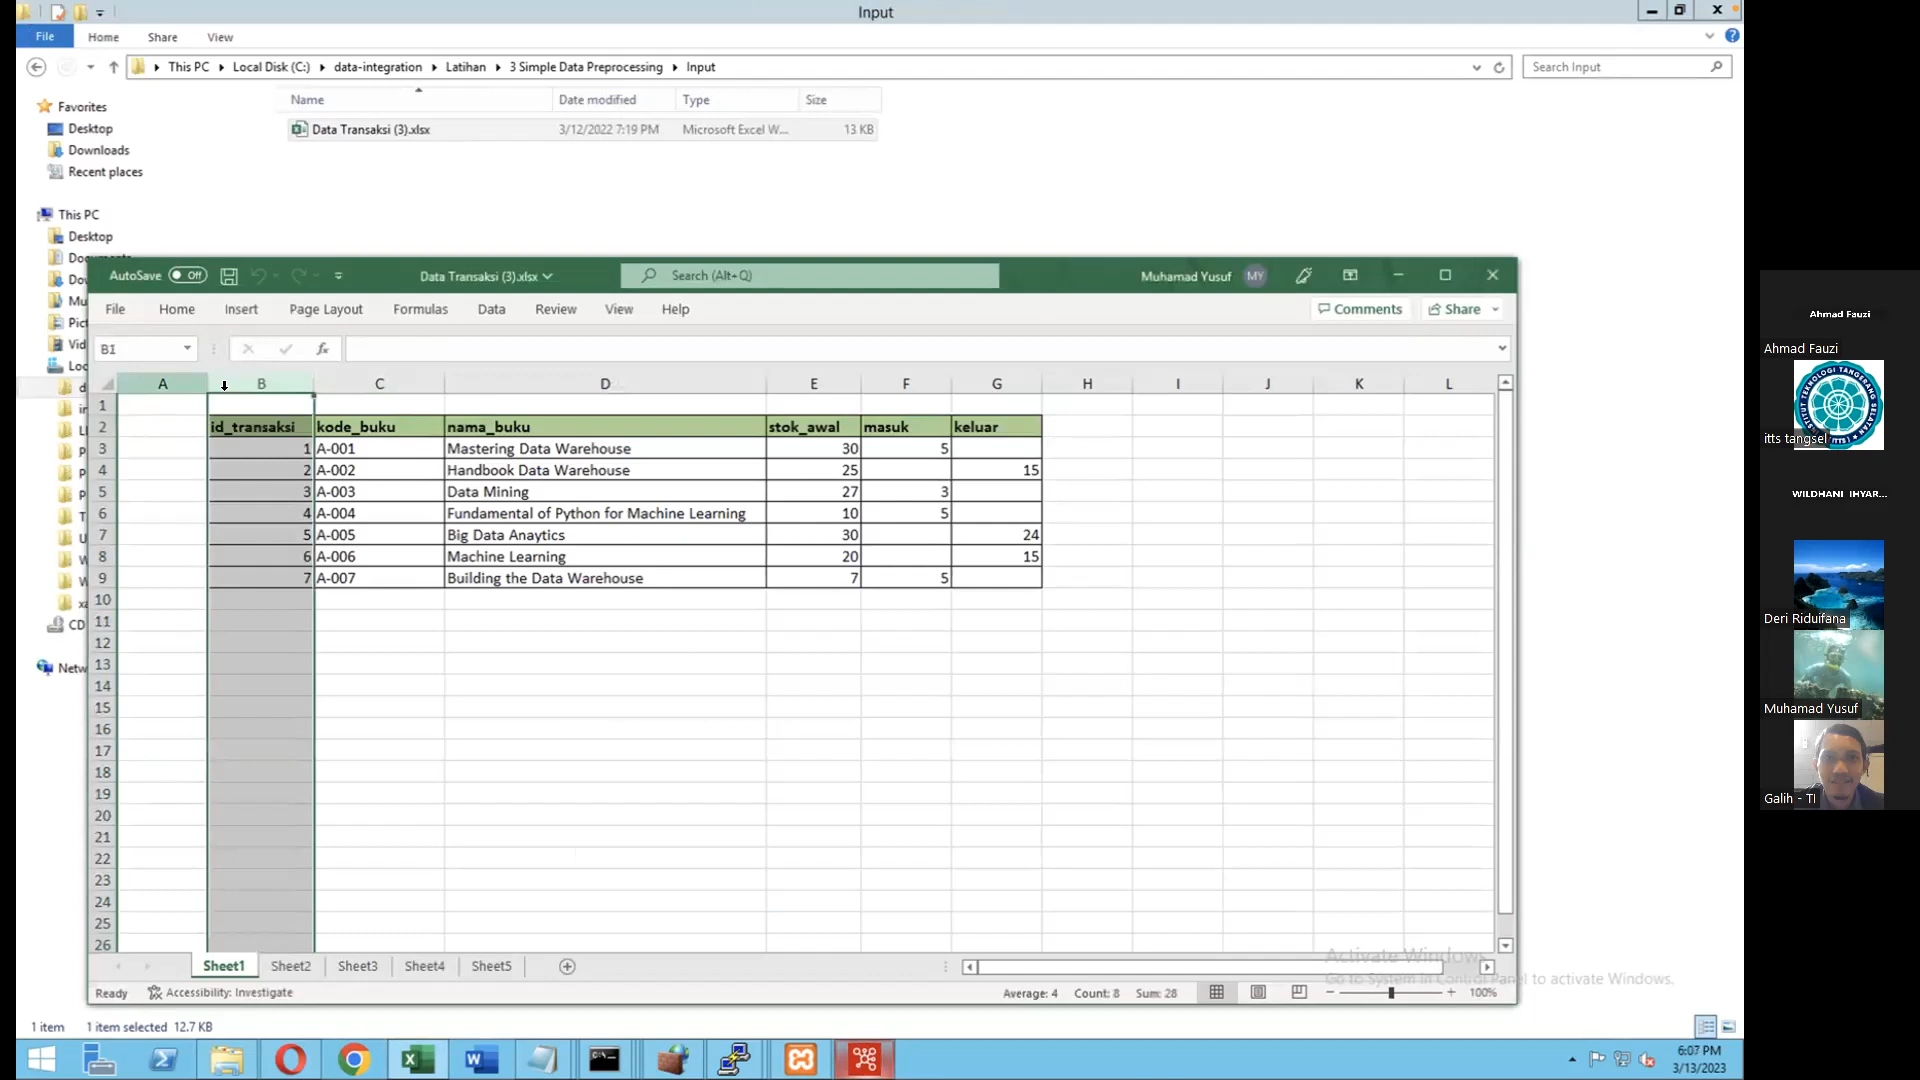 Input
File Home Share View
This PC Local Disk (C:) data-integration Latihan 3 Simple Data Preprocessing Input
Search Input
Name Date modified Type Size
Data Transaksi (3).xlsx 3/12/2022 7:19 PM Microsoft Excel W... 13 KB
Favorites
Desktop
Downloads
Recent places
This PC
Desktop
CD
AutoSave Off Data Transaksi (3).xlsx Search (Alt+Q) Muhamad Yusuf MY
File Home Insert Page Layout Formulas Data Review View Help Comments Share
B1 fx
A B C D E F G H I J K L
1
2 id_transaksi kode_buku nama_buku stok_awal masuk keluar
3 1 A-001 Mastering Data Warehouse 30 5
4 2 A-002 Handbook Data Warehouse 25 15
5 3 A-003 Data Mining 27 3
6 4 A-004 Fundamental of Python for Machine Learning 10 5
7 5 A-005 Big Data Anaytics 30 24
8 6 A-006 Machine Learning 20 15
9 7 A-007 Building the Data Warehouse 7 5
10
11
12
13
14
15
16
17
18
19
20
21
22
23
24
25
26
Sheet1 Sheet2 Sheet3 Sheet4 Sheet5
Ready Accessibility: Investigate Average: 4 Count: 8 Sum: 28 100%
Activate Windows
Go to System in Control Panel to activate Windows.
1 item 1 item selected 12.7 KB
6:07 PM
3/13/2023
Ahmad Fauzi
Ahmad Fauzi
INSTITUT TEKNOLOGI TANGERANG SELATAN
itts tangsel
WILDHANI IHYAR...
Deri Riduifana
Muhamad Yusuf
Galih - TI